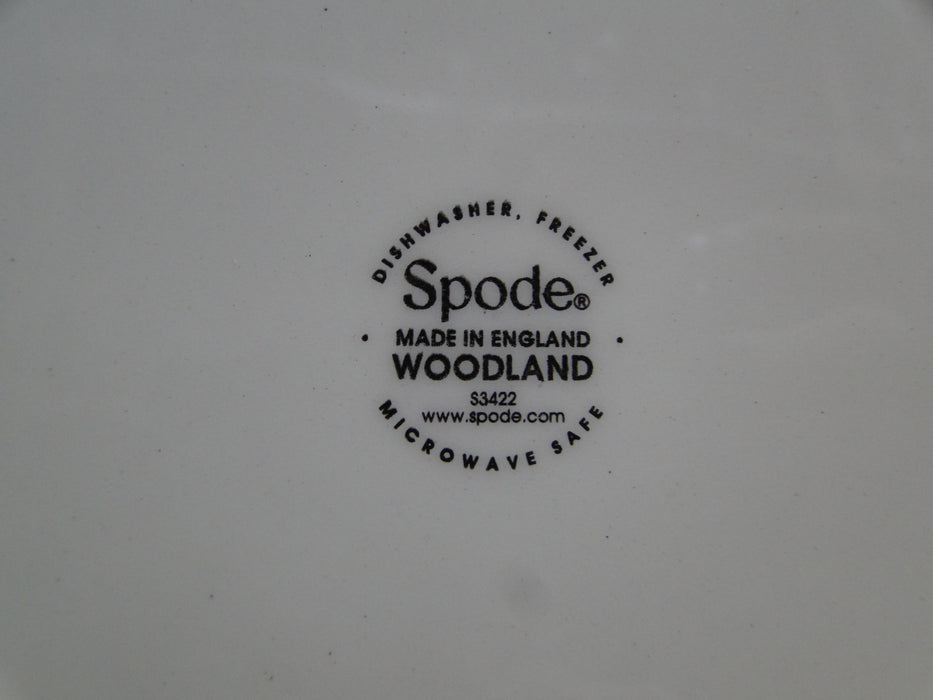 DISHWASHER, FREEZER
Spode®
• MADE IN ENGLAND •
WOODLAND
S3422
www.spode.com
MICROWAVE SAFE